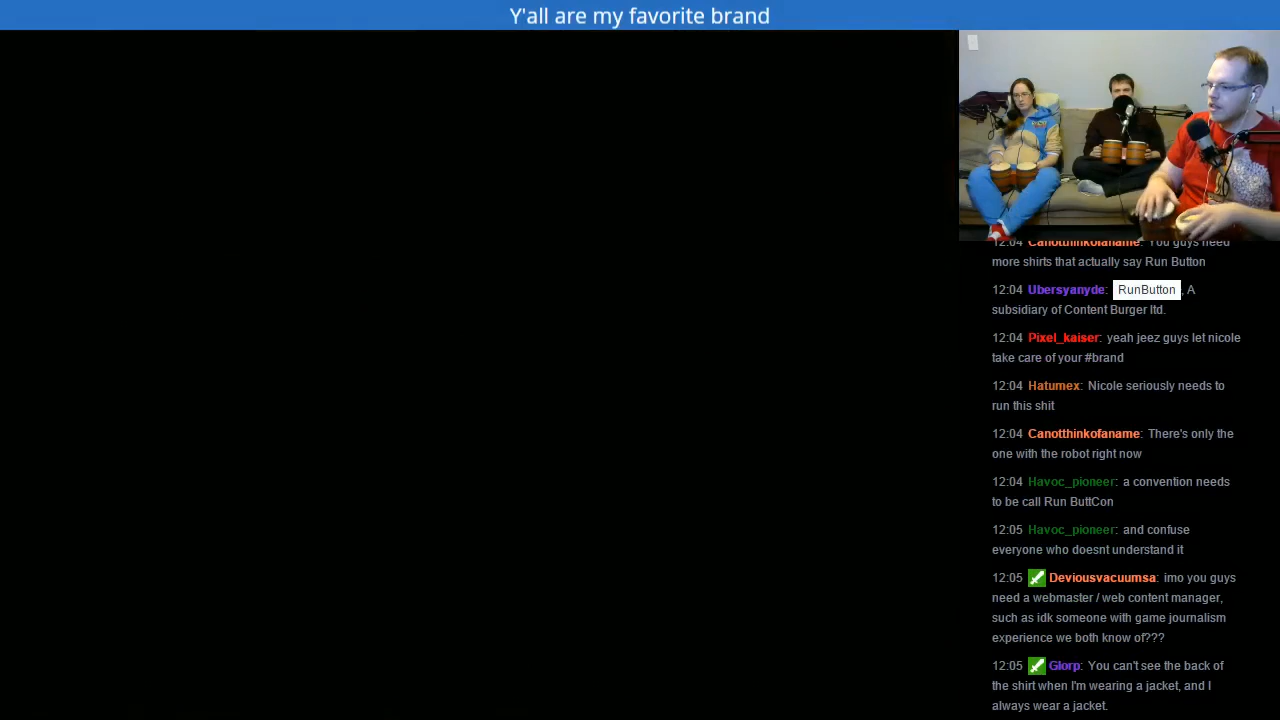 Y'all are my favorite brand
12:04 Canotthinkofaname: You guys need
more shirts that actually say Run Button
12:04 Ubersyanyde: RunButton, A
subsidiary of Content Burger ltd.
12:04 Pixel_kaiser: yeah jeez guys let nicole
take care of your #brand
12:04 Hatumex: Nicole seriously needs to
run this shit
12:04 Canotthinkofaname: There's only the
one with the robot right now
12:04 Havoc_pioneer: a convention needs
to be call Run ButtCon
12:05 Havoc_pioneer: and confuse
everyone who doesnt understand it
12:05 Deviousvacuumsa: imo you guys
need a webmaster / web content manager,
such as idk someone with game journalism
experience we both know of???
12:05 Glorp: You can't see the back of
the shirt when I'm wearing a jacket, and I
always wear a jacket.